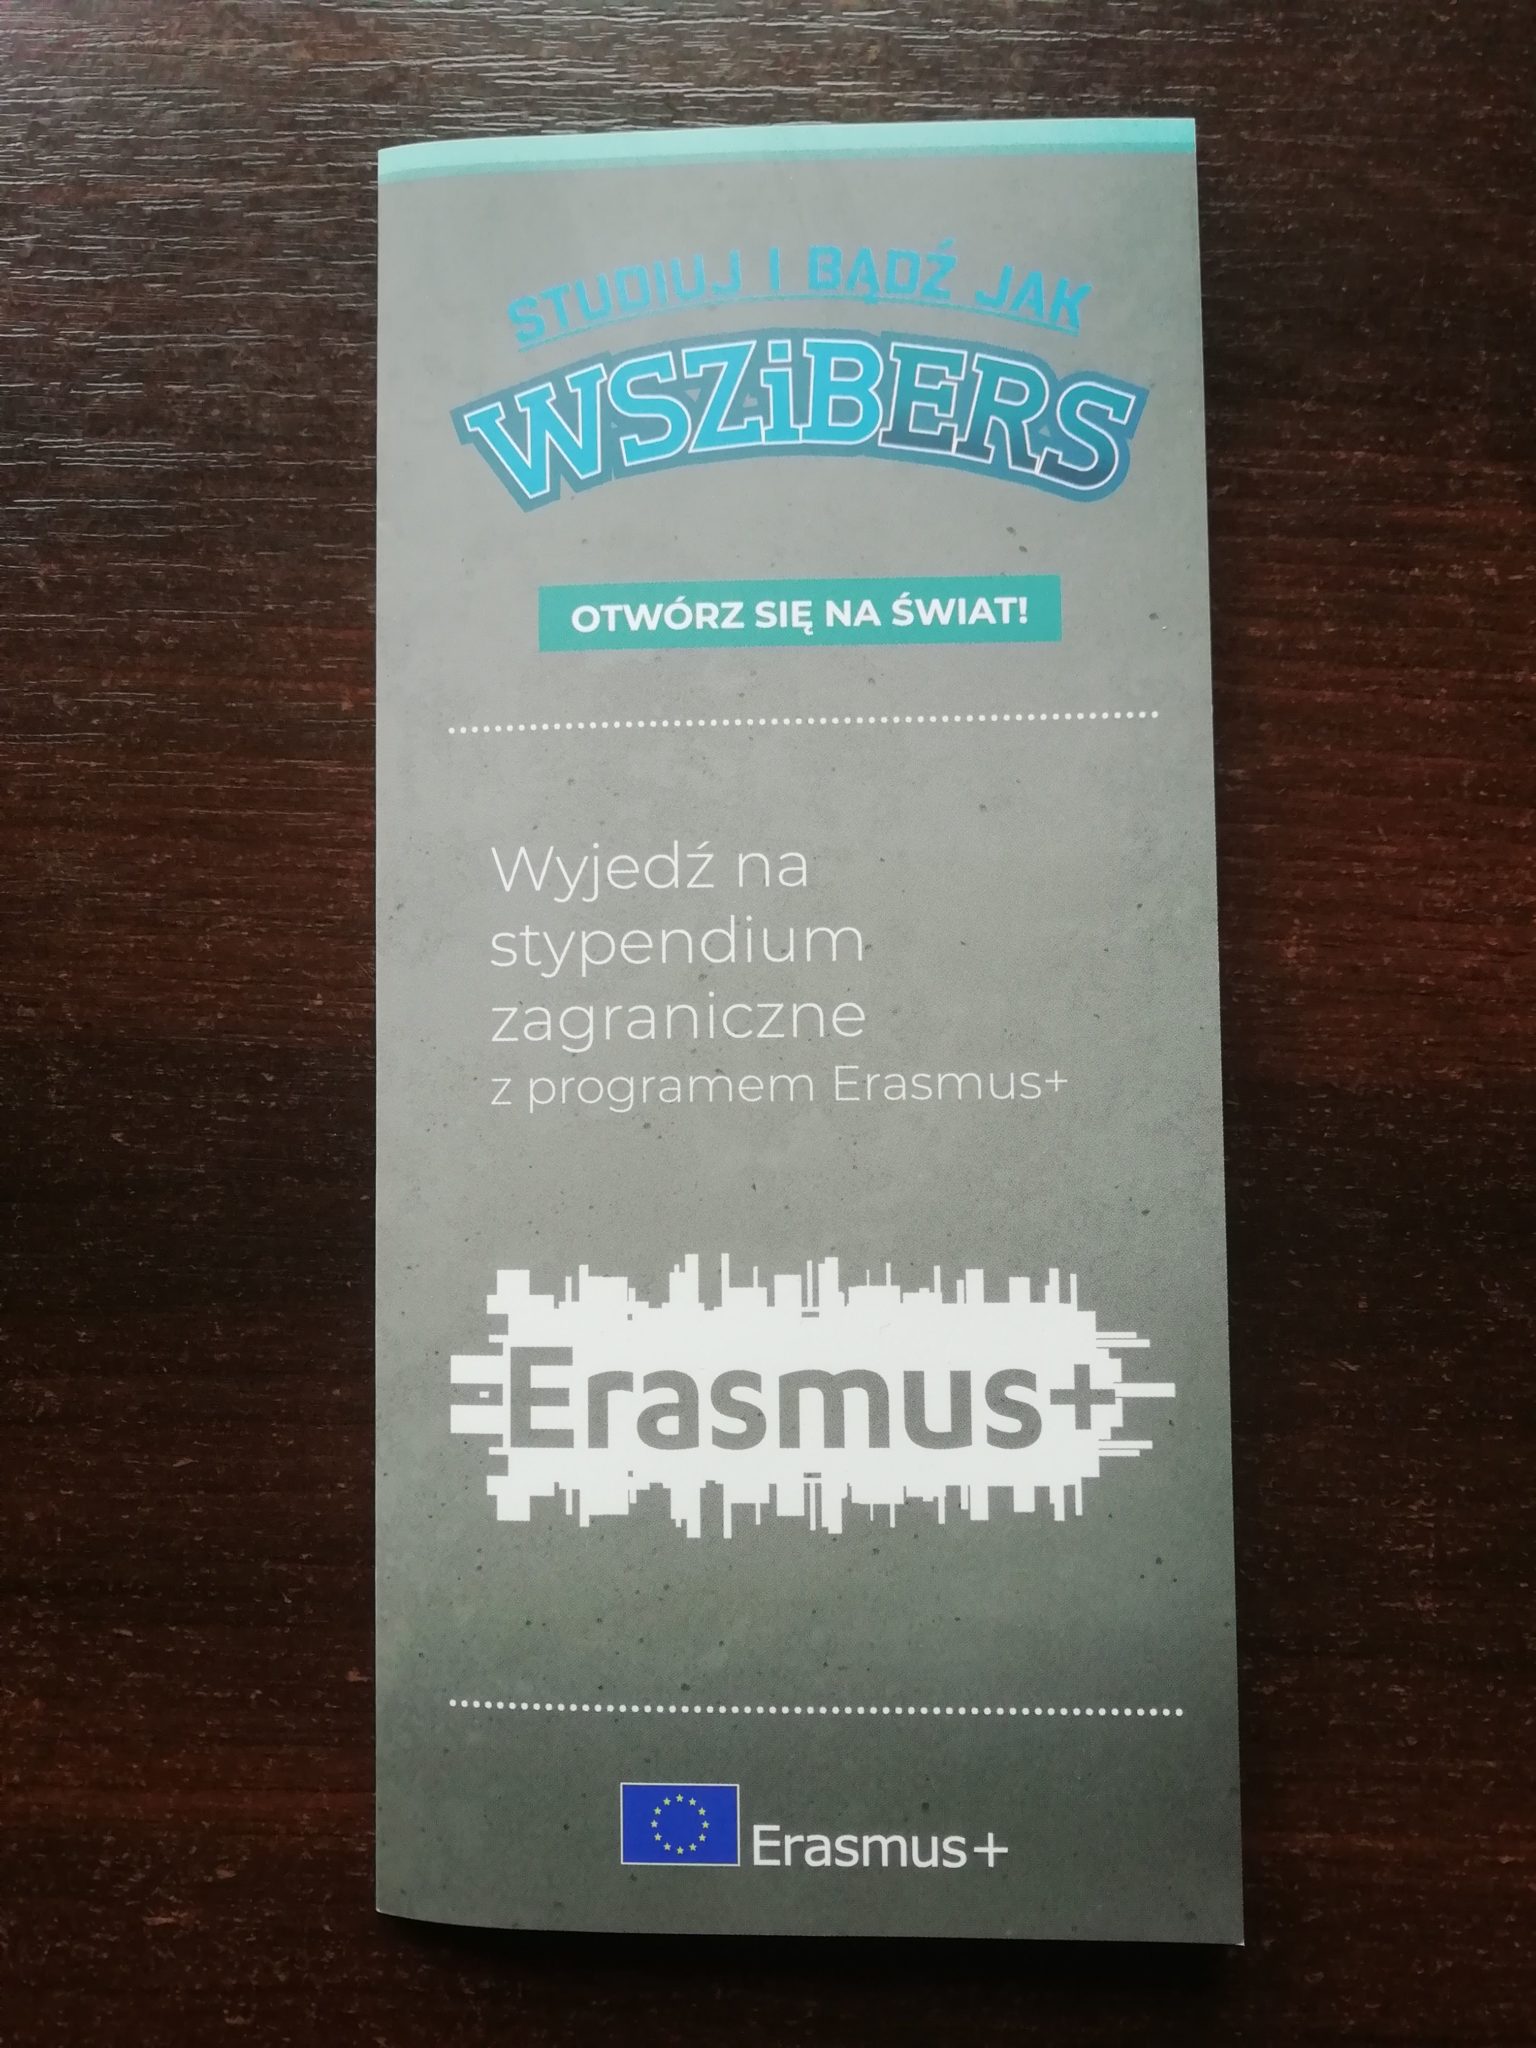 STUDIUJ I BĄDŹ JAK
WSZiBERS
OTWÓRZ SIĘ NA ŚWIAT!
Wyjedź na
stypendium
zagraniczne
z programem Erasmus+
Erasmus+
Erasmus+